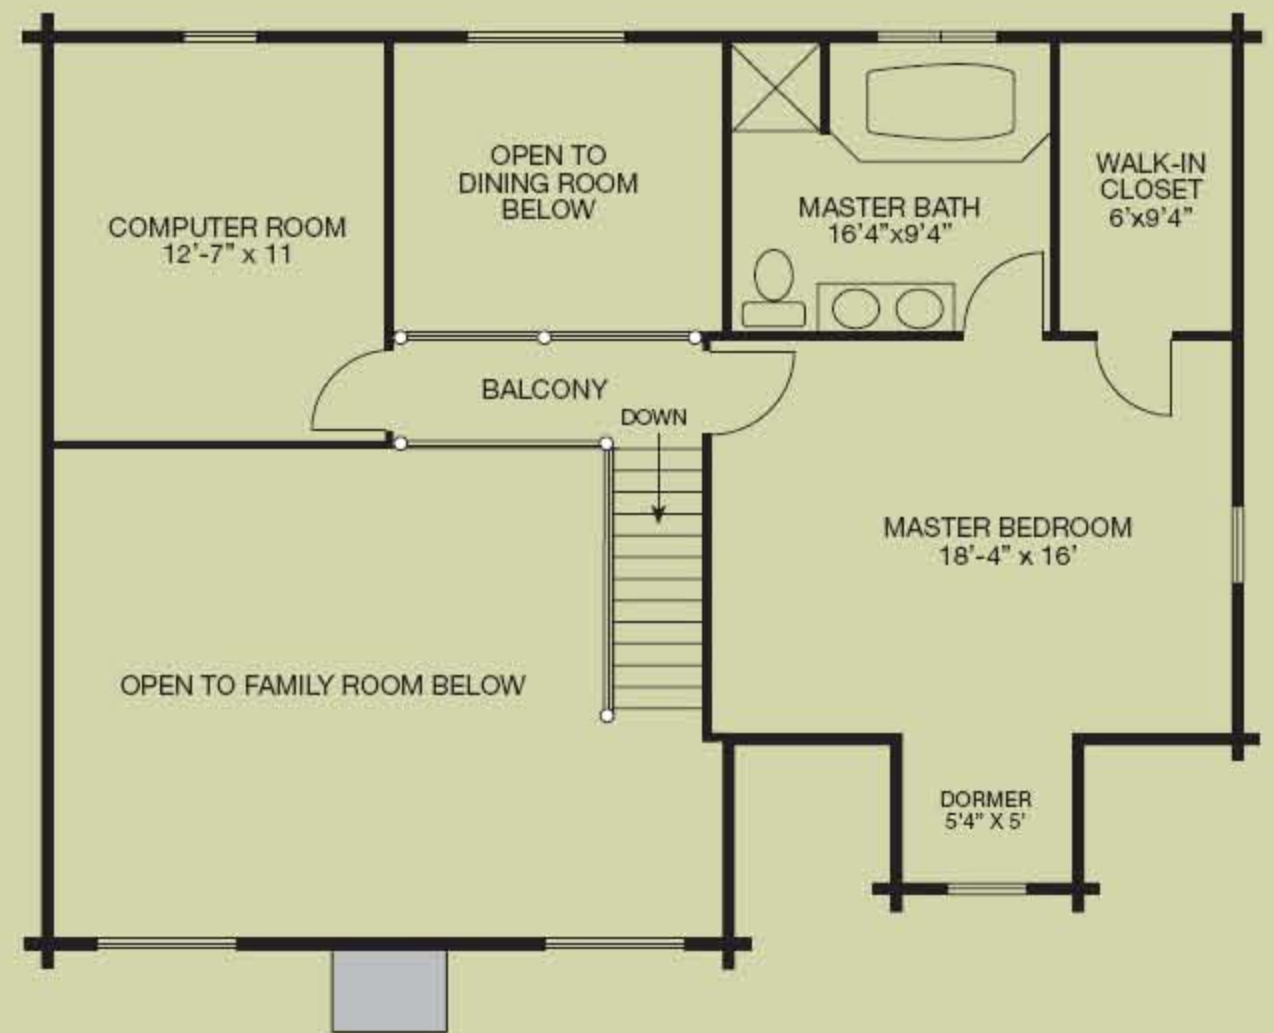 OPEN TO
DINING ROOM
BELOW
WALK-IN
CLOSET
6’x9’4”
COMPUTER ROOM
12’-7” x 11
MASTER BATH
16’4”x9’4”
BALCONY
DOWN
MASTER BEDROOM
18’-4” x 16’
OPEN TO FAMILY ROOM BELOW
DORMER
5'4” X 5'